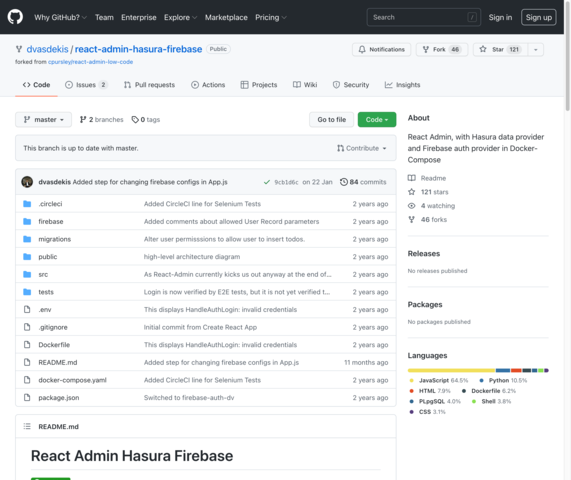 Why GitHub? Team Enterprise Explore Marketplace Pricing Search / Sign in Sign up
dvasdekis / react-admin-hasura-firebase Public Notifications Fork 46 Star 121
forked from cpursley/react-admin-low-code
Code Issues 2 Pull requests Actions Projects Wiki Security Insights
master 2 branches 0 tags Go to file Code
This branch is up to date with master. Contribute
dvasdekis Added step for changing firebase configs in App.js 9cb1d6c on 22 Jan 84 commits
.circleci Added CircleCI line for Selenium Tests 2 years ago
firebase Added comments about allowed User Record parameters 2 years ago
migrations Alter user permisssions to allow user to insert todos. 2 years ago
public high-level architecture diagram 2 years ago
src As React-Admin currently kicks us out anyway at the end of... 2 years ago
tests Login is now verified by E2E tests, but it is not yet verified t... 2 years ago
.env This displays HandleAuthLogin: invalid credentials 2 years ago
.gitignore Initial commit from Create React App 2 years ago
Dockerfile This displays HandleAuthLogin: invalid credentials 2 years ago
README.md Added step for changing firebase configs in App.js 11 months ago
docker-compose.yaml Added CircleCI line for Selenium Tests 2 years ago
package.json Switched to firebase-auth-dv 2 years ago
README.md
React Admin Hasura Firebase
About
React Admin, with Hasura data provider
and Firebase auth provider in Docker-
Compose
Readme
121 stars
4 watching
46 forks
Releases
No releases published
Packages
No packages published
Languages
JavaScript 64.5% Python 10.5%
HTML 7.9% Dockerfile 6.2%
PLpgSQL 4.0% Shell 3.8%
CSS 3.1%